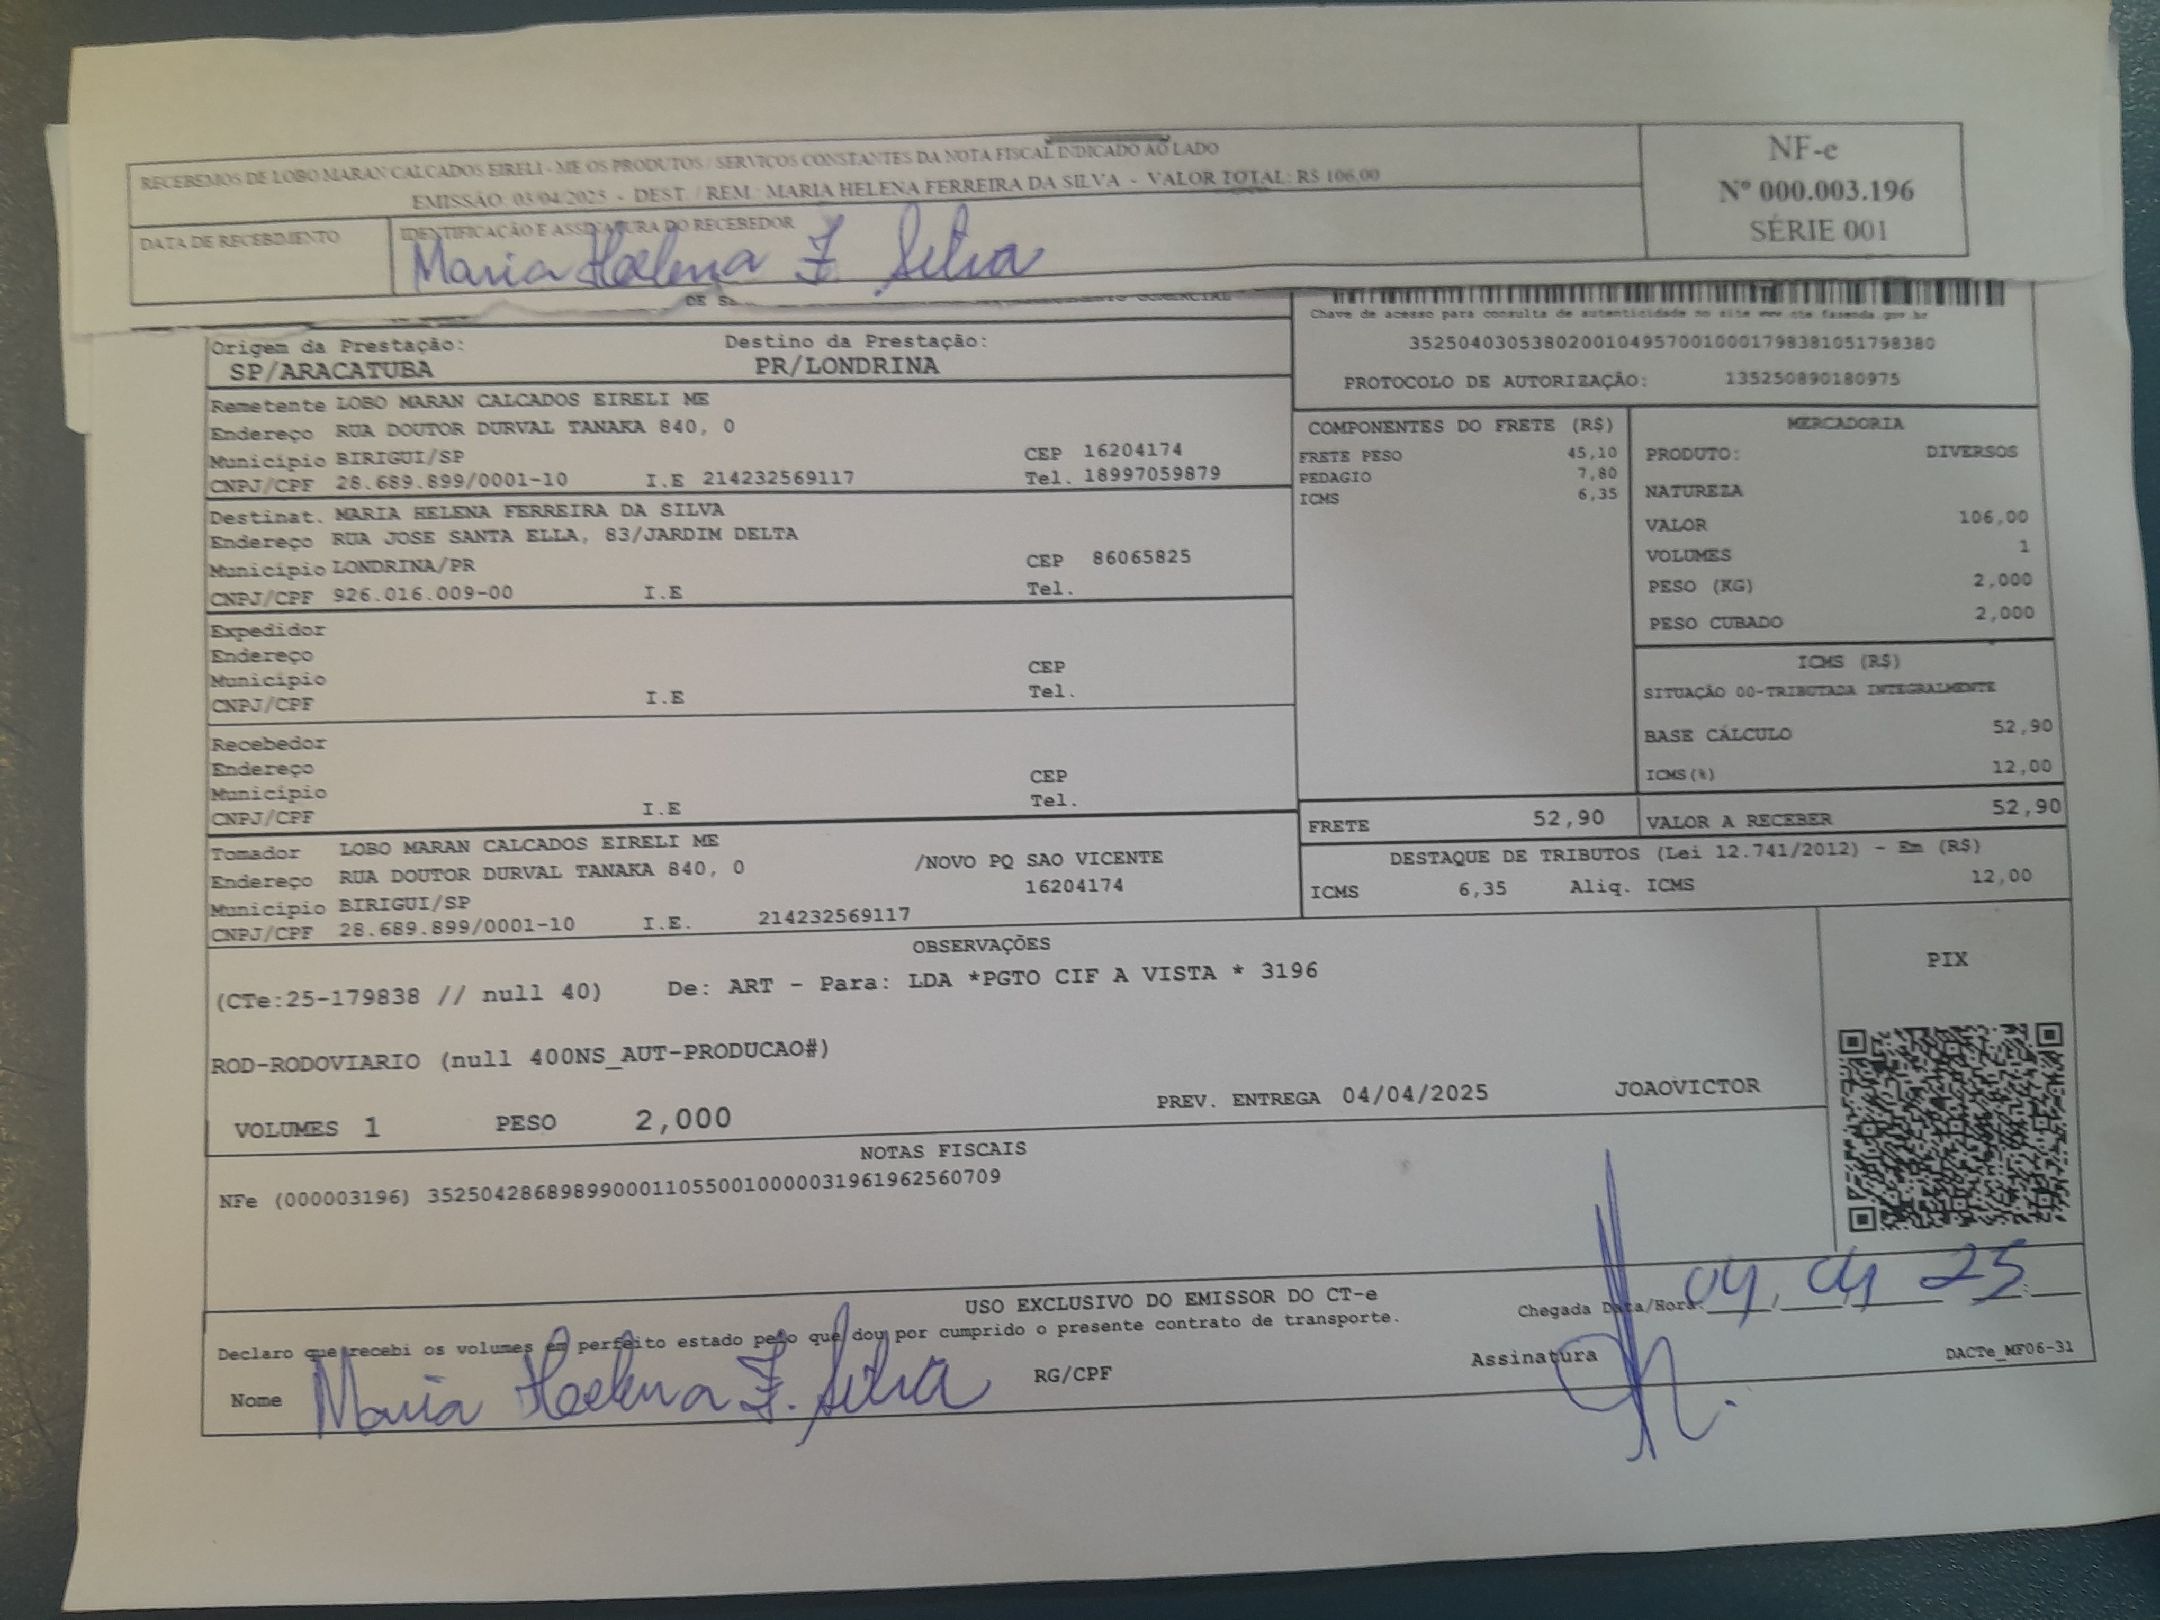 RECEBEMOS DE LOBO MARAN CALCADOS EIRELI - ME OS PRODUTOS / SERVICOS CONSTANTES DA NOTA FISCAL INDICADO AO LADO
EMISSÃO: 03/04/2025 - DEST. / REM.: MARIA HELENA FERREIRA DA SILVA - VALOR TOTAL: R$ 106,00
DATA DE RECEBIMENTO
IDENTIFICAÇÃO E ASSINATURA DO RECEBEDOR
Maria Helena F. Silva
NF-e
Nº 000.003.196
SÉRIE 001
Chave de acesso para consulta de autenticidade no site www.cte.fazenda.gov.br
35250403053802001049570010001798381051798380
PROTOCOLO DE AUTORIZAÇÃO: 135250890180975
Origem da Prestação: Destino da Prestação:
SP/ARACATUBA PR/LONDRINA
Remetente LOBO MARAN CALCADOS EIRELI ME
Endereço RUA DOUTOR DURVAL TANAKA 840, 0
Município BIRIGUI/SP CEP 16204174
CNPJ/CPF 28.689.899/0001-10 I.E 214232569117 Tel. 18997059879
Destinat. MARIA HELENA FERREIRA DA SILVA
Endereço RUA JOSE SANTA ELLA, 83/JARDIM DELTA
Município LONDRINA/PR CEP 86065825
CNPJ/CPF 926.016.009-00 I.E Tel.
Expedidor
Endereço
Município CEP
CNPJ/CPF I.E Tel.
Recebedor
Endereço
Município CEP
CNPJ/CPF I.E Tel.
Tomador LOBO MARAN CALCADOS EIRELI ME
Endereço RUA DOUTOR DURVAL TANAKA 840, 0 /NOVO PQ SAO VICENTE
Município BIRIGUI/SP 16204174
CNPJ/CPF 28.689.899/0001-10 I.E. 214232569117
COMPONENTES DO FRETE (R$)
FRETE PESO 45,10
PEDAGIO 7,80
ICMS 6,35
MERCADORIA
PRODUTO: DIVERSOS
NATUREZA
VALOR 106,00
VOLUMES 1
PESO (KG) 2,000
PESO CUBADO 2,000
ICMS (R$)
SITUAÇÃO 00-TRIBUTADA INTEGRALMENTE
BASE CÁLCULO 52,90
ICMS(%) 12,00
FRETE 52,90 VALOR A RECEBER 52,90
DESTAQUE DE TRIBUTOS (Lei 12.741/2012) - Em (R$)
ICMS 6,35 Aliq. ICMS 12,00
OBSERVAÇÕES
(CTe:25-179838 // null 40) De: ART - Para: LDA *PGTO CIF A VISTA * 3196
ROD-RODOVIARIO (null 400NS_AUT-PRODUCAO#)
VOLUMES 1 PESO 2,000 PREV. ENTREGA 04/04/2025 JOAOVICTOR
PIX
NOTAS FISCAIS
NFe (000003196) 35250428689899000110550010000031961962560709
USO EXCLUSIVO DO EMISSOR DO CT-e
Declaro que recebi os volumes em perfeito estado pelo que dou por cumprido o presente contrato de transporte.
Chegada Data/Hora: 04, 04 25
Nome Maria Helena F. Silva RG/CPF Assinatura
DACTe_MF06-31